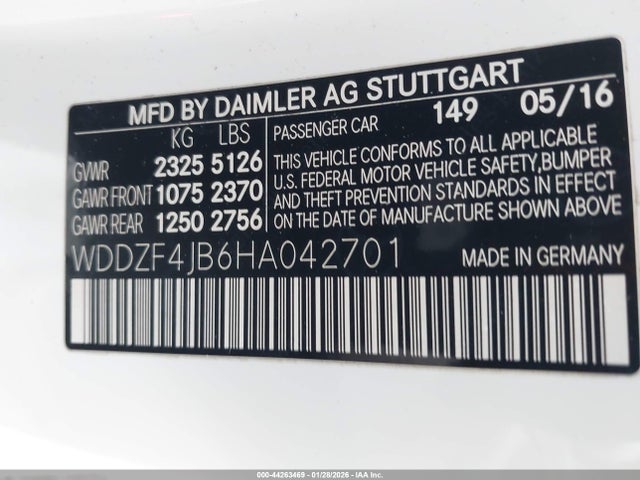 MFD BY DAIMLER AG STUTTGART
KG LBS PASSENGER CAR 149 05/16
GVWR 2325 5126
GAWR FRONT 1075 2370
GAWR REAR 1250 2756
THIS VEHICLE CONFORMS TO ALL APPLICABLE
U.S. FEDERAL MOTOR VEHICLE SAFETY, BUMPER
AND THEFT PREVENTION STANDARDS IN EFFECT
ON THE DATE OF MANUFACTURE SHOWN ABOVE
WDDZF4JB6HA042701 MADE IN GERMANY
000-44263469 - 01/28/2026 - IAAI.COM